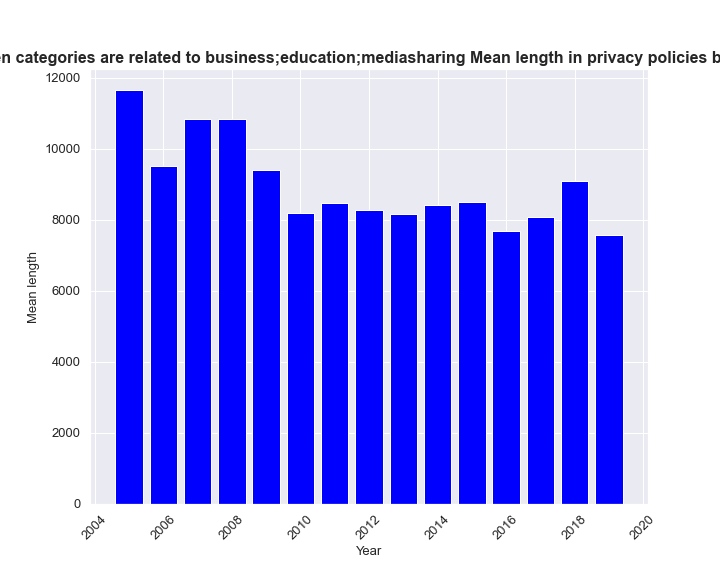 en categories are related to business;education;mediasharing Mean length in privacy policies b
12000
10000
8000
6000
4000
2000
0
Mean length
2004 2006 2008 2010 2012 2014 2016 2018 2020
Year